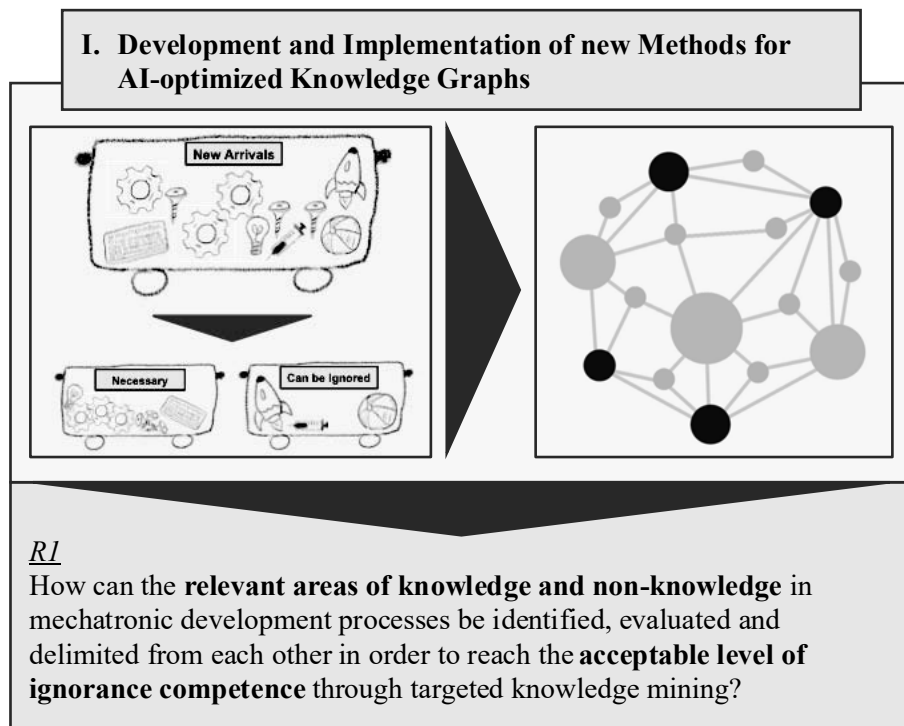 I. Development and Implementation of new Methods for
AI-optimized Knowledge Graphs
New Arrivals
Necessary
Can be Ignored
R1
How can the relevant areas of knowledge and non-knowledge in
mechatronic development processes be identified, evaluated and
delimited from each other in order to reach the acceptable level of
ignorance competence through targeted knowledge mining?